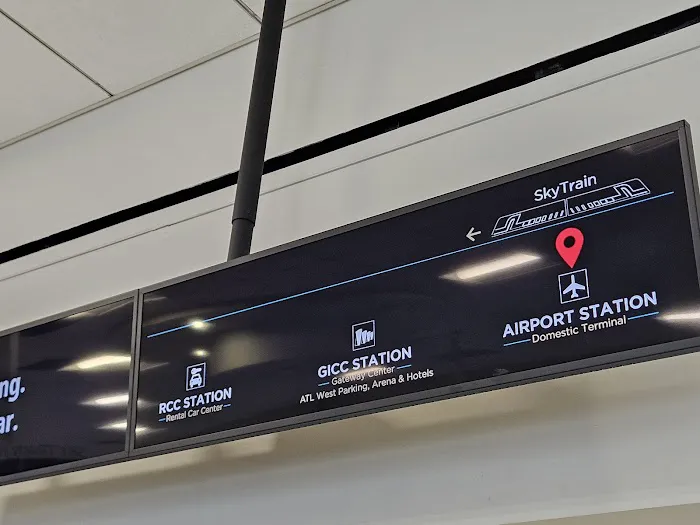 ng.
ar.
SkyTrain
←
RCC STATION
Rental Car Center
GICC STATION
Gateway Center
ATL West Parking, Arena & Hotels
AIRPORT STATION
Domestic Terminal